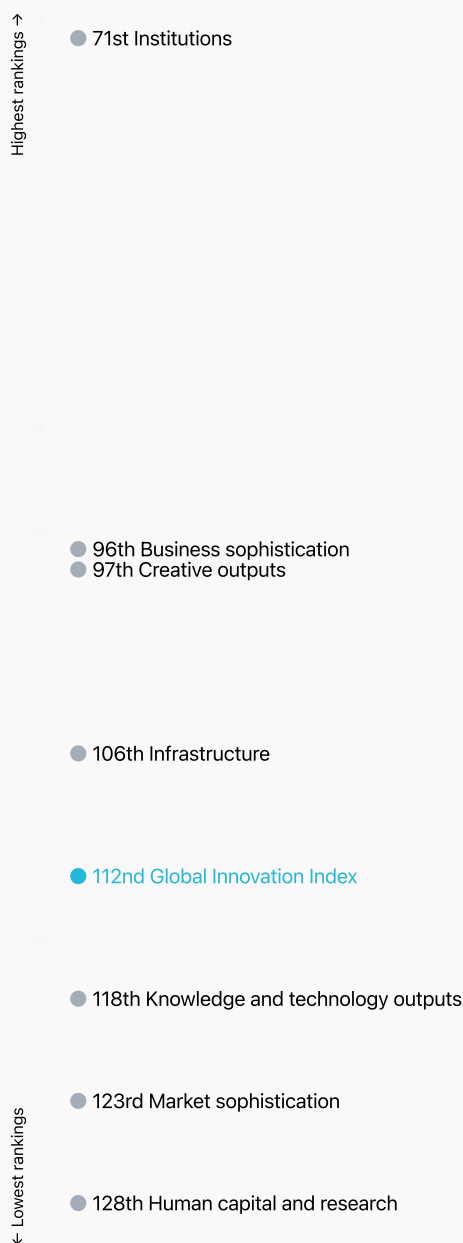 Highest rankings →
71st Institutions
96th Business sophistication
97th Creative outputs
106th Infrastructure
112nd Global Innovation Index
118th Knowledge and technology outputs
123rd Market sophistication
128th Human capital and research
← Lowest rankings